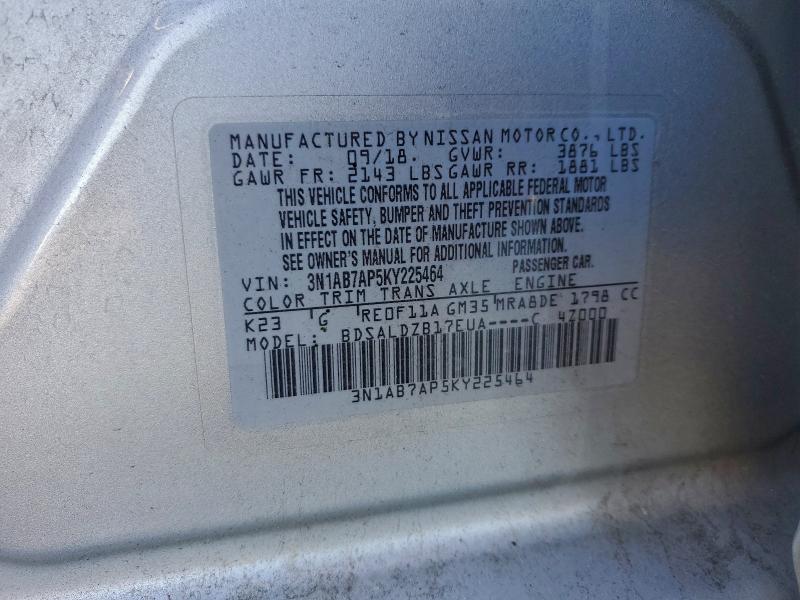 MANUFACTURED BY NISSAN MOTOR CO., LTD.
DATE: 09/18. GVWR: 3876 LBS
GAWR FR: 2143 LBS GAWR RR: 1881 LBS
THIS VEHICLE CONFORMS TO ALL APPLICABLE FEDERAL MOTOR
VEHICLE SAFETY, BUMPER AND THEFT PREVENTION STANDARDS
IN EFFECT ON THE DATE OF MANUFACTURE SHOWN ABOVE.
SEE OWNER'S MANUAL FOR ADDITIONAL INFORMATION.
VIN: 3N1AB7AP5KY225464 PASSENGER CAR.
COLOR TRIM TRANS AXLE ENGINE
K23 G RE0F11A GM35 MRA8DE 1798 CC
MODEL: BDSALDZB17EUA----C 4Z000
3N1AB7AP5KY225464